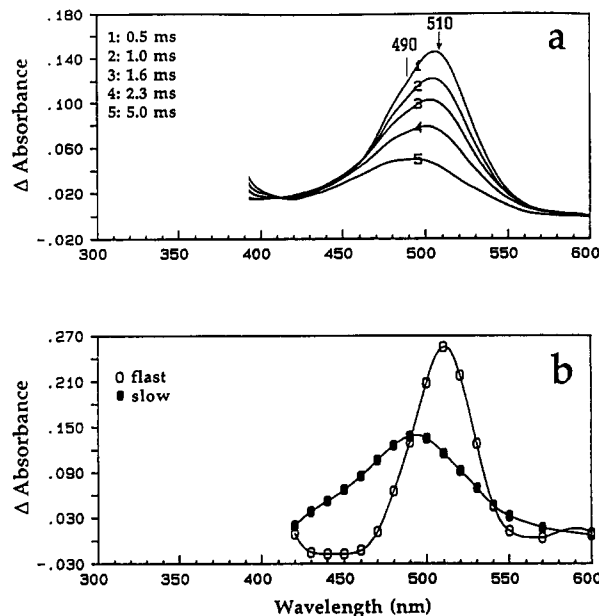 .180
.140
.100
.060
.020
-.020
Δ Absorbance
1: 0.5 ms
2: 1.0 ms
3: 1.6 ms
4: 2.3 ms
5: 5.0 ms
510
490
a
1
2
3
4
5
300 350 400 450 500 550 600
.270
.210
.150
.090
.030
-.030
Δ Absorbance
flast
slow
b
300 350 400 450 500 550 600
Wavelength (nm)